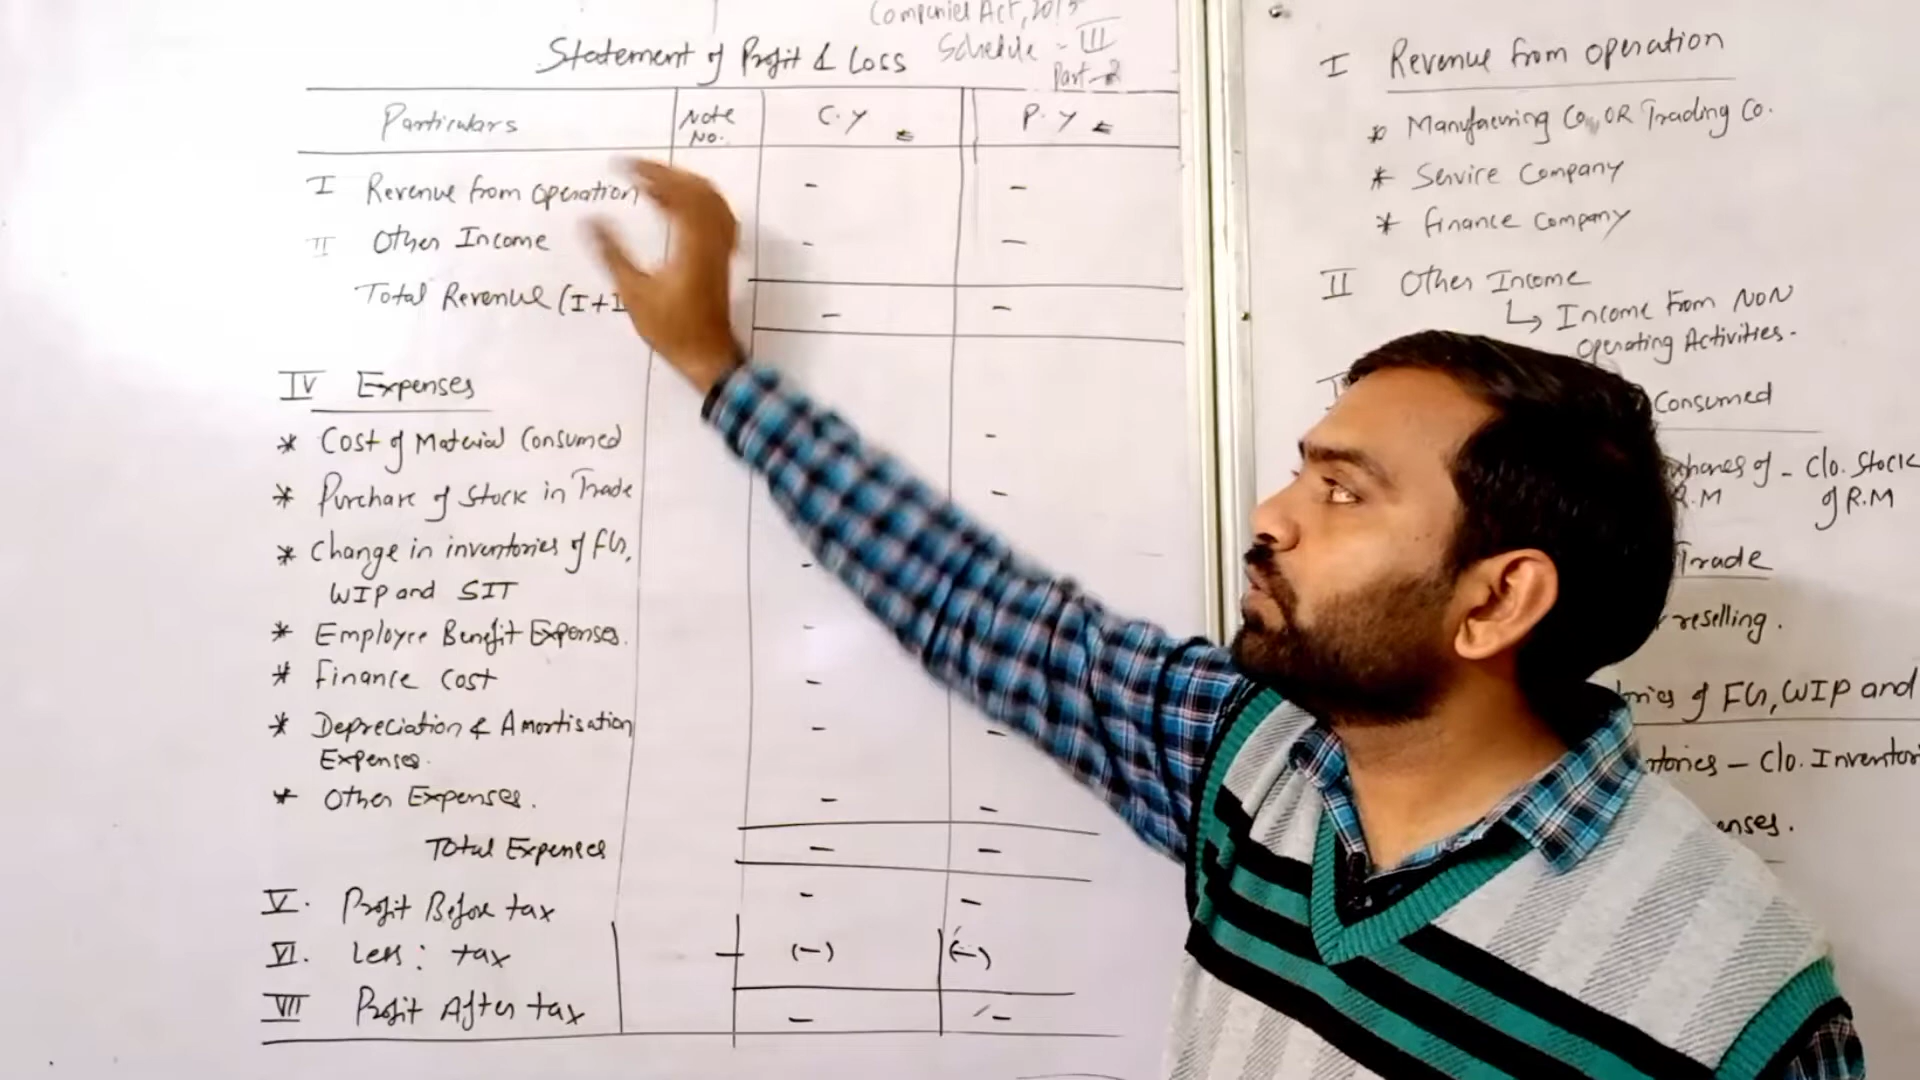 Companies Act, 2013
Statement of Profit & Loss
Schedule - III
Part-2
Particulars
Note No.
C.Y
P.Y
I Revenue from operation
II Other Income
Total Revenue (I+I
IV Expenses
* Cost of Material Consumed
* Purchase of Stock in Trade
* Change in inventories of FG,
WIP and SIT
* Employee Benefit Expenses.
* Finance Cost
* Depreciation & Amortisation
Expenses.
* Other Expenses.
Total Expenses
V. Profit Before tax
VI. Less: tax (-) (-)
VII Profit After tax
I Revenue from operation
* Manufacuring Co, OR Trading Co.
* Service Company
* Finance Company
II Other Income
↳ Income from NON
Operating Activities-
Consumed
of - Clo. Stock
R.M of R.M
Trade
reselling.
of FG, WIP and
- Clo. Inventor
enses.